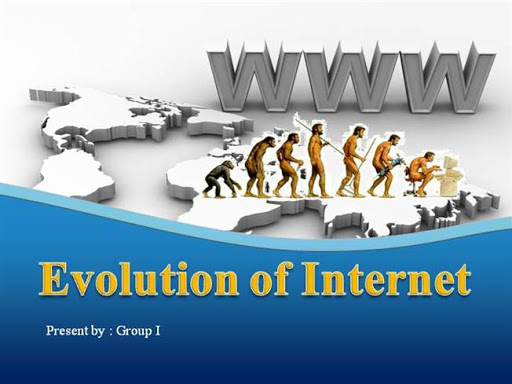 WWW
Evolution of Internet
Present by : Group I